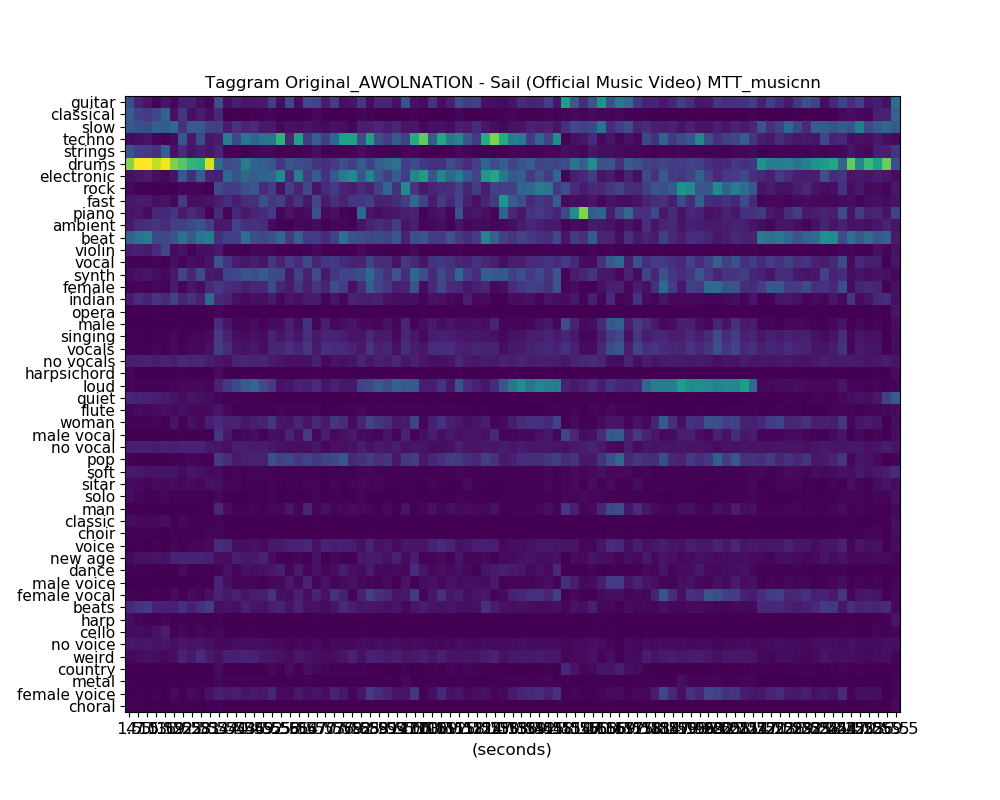 Taggram Original_AWOLNATION - Sail (Official Music Video) MTT_musicnn
guitar
classical
slow
techno
strings
drums
electronic
rock
fast
piano
ambient
beat
violin
vocal
synth
female
indian
opera
male
singing
vocals
no vocals
harpsichord
loud
quiet
flute
woman
male vocal
no vocal
pop
soft
sitar
solo
man
classic
choir
voice
new age
dance
male voice
female vocal
beats
harp
cello
no voice
weird
country
metal
female voice
choral
(seconds)